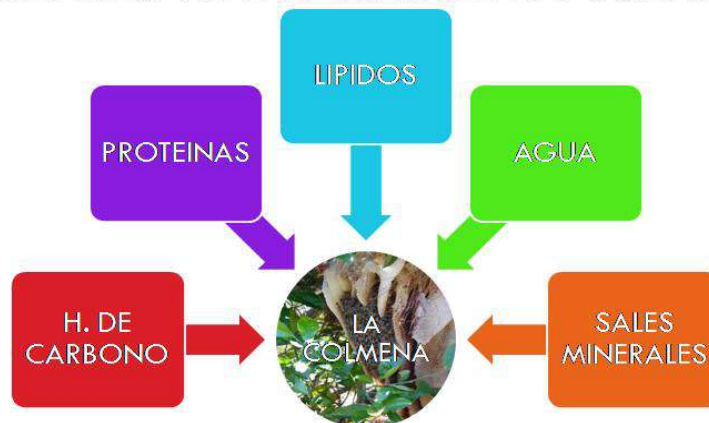 LIPIDOS
PROTEINAS
AGUA
H. DE
CARBONO
LA
COLMENA
SALES
MINERALES